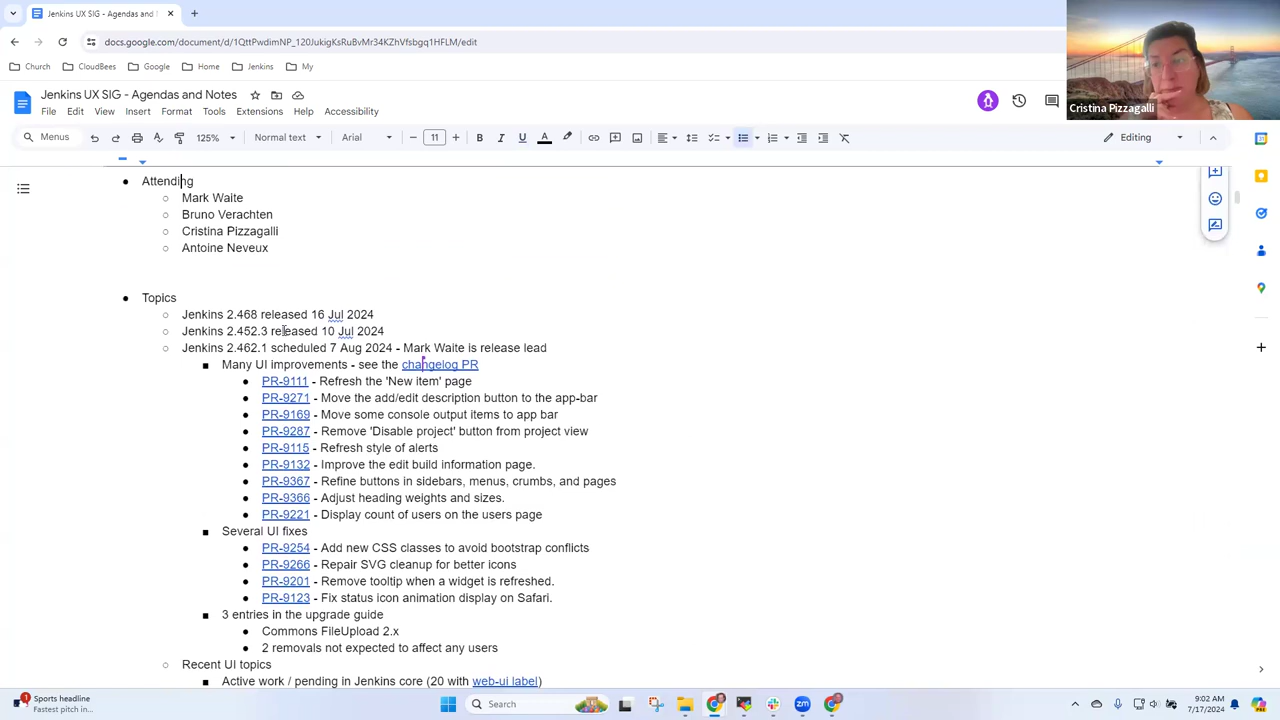 Jenkins UX SIG - Agendas and N
docs.google.com/document/d/1QttPwdimNP_120JukigKsRuBvMr34KZhVfsbgq1HFLM/edit
Church
CloudBees
Google
Home
Jenkins
My
Cristina Pizzagalli
Jenkins UX SIG - Agendas and Notes
File Edit View Insert Format Tools Extensions Help Accessibility
Menus 125% Normal text Arial 11 B I U A Editing
Attending
Mark Waite
Bruno Verachten
Cristina Pizzagalli
Antoine Neveux
Topics
Jenkins 2.468 released 16 Jul 2024
Jenkins 2.452.3 released 10 Jul 2024
Jenkins 2.462.1 scheduled 7 Aug 2024 - Mark Waite is release lead
Many UI improvements - see the changelog PR
PR-9111 - Refresh the 'New item' page
PR-9271 - Move the add/edit description button to the app-bar
PR-9169 - Move some console output items to app bar
PR-9287 - Remove 'Disable project' button from project view
PR-9115 - Refresh style of alerts
PR-9132 - Improve the edit build information page.
PR-9367 - Refine buttons in sidebars, menus, crumbs, and pages
PR-9366 - Adjust heading weights and sizes.
PR-9221 - Display count of users on the users page
Several UI fixes
PR-9254 - Add new CSS classes to avoid bootstrap conflicts
PR-9266 - Repair SVG cleanup for better icons
PR-9201 - Remove tooltip when a widget is refreshed.
PR-9123 - Fix status icon animation display on Safari.
3 entries in the upgrade guide
Commons FileUpload 2.x
2 removals not expected to affect any users
Recent UI topics
Active work / pending in Jenkins core (20 with web-ui label)
1
Sports headline
Fastest pitch in...
Search
9:02 AM
7/17/2024